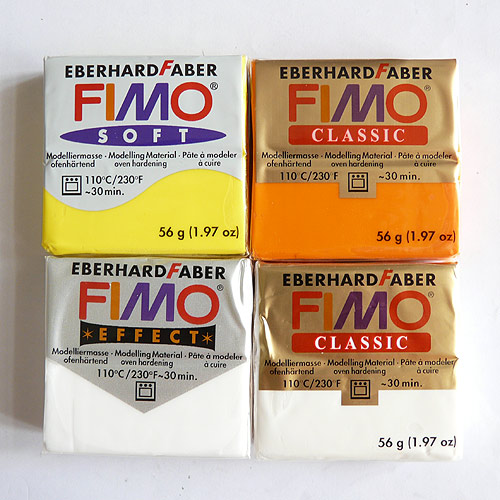 EBERHARDFABER
FIMO®
SOFT
Modelliermasse · Modelling Material · Pâte à modeler
ofenhärtend oven hardening à cuire
110°C/230°F ~30 min.
56 g (1.97 oz)
EBERHARDFABER
FIMO®
CLASSIC
Modelliermasse · Modelling Material · Pâte à modeler
ofenhärtend oven hardening à cuire
110°C/230°F ~30 min.
56 g (1.97 oz)
EBERHARDFABER
FIMO®
*EFFECT*
Modelliermasse · Modelling Material · Pâte à modeler
ofenhärtend oven hardening à cuire
110°C/230°F ~30 min.
EBERHARDFABER
FIMO®
CLASSIC
Modelliermasse · Modelling Material · Pâte à modeler
ofenhärtend oven hardening à cuire
110°C/230°F ~30 min.
56 g (1.97 oz)